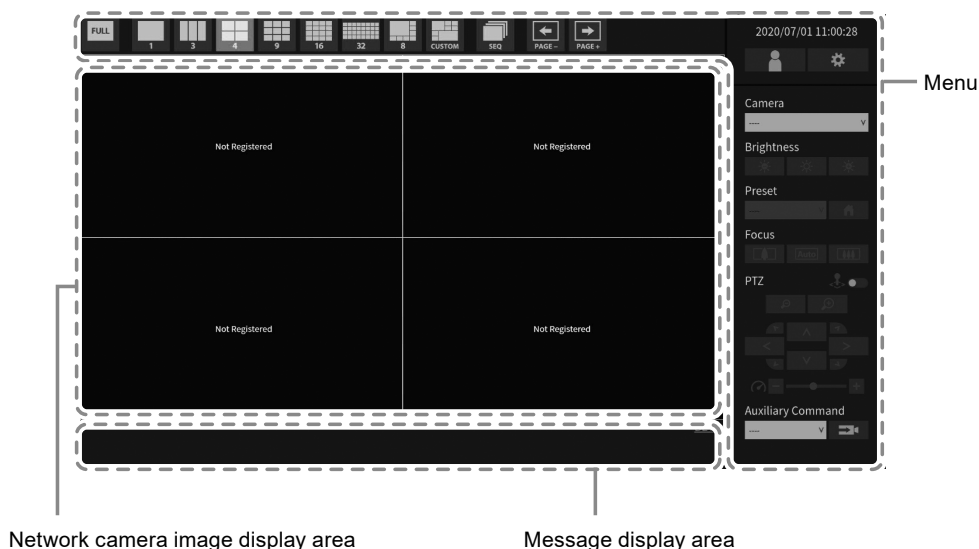 FULL
1 3 4 9 16 32 8 CUSTOM SEQ PAGE− PAGE+
2020/07/01 11:00:28
Menu
Camera
---- v
Brightness
Preset
----
Focus
Auto
PTZ
Auxiliary Command
---- v
Not Registered Not Registered
Not Registered Not Registered
Network camera image display area
Message display area